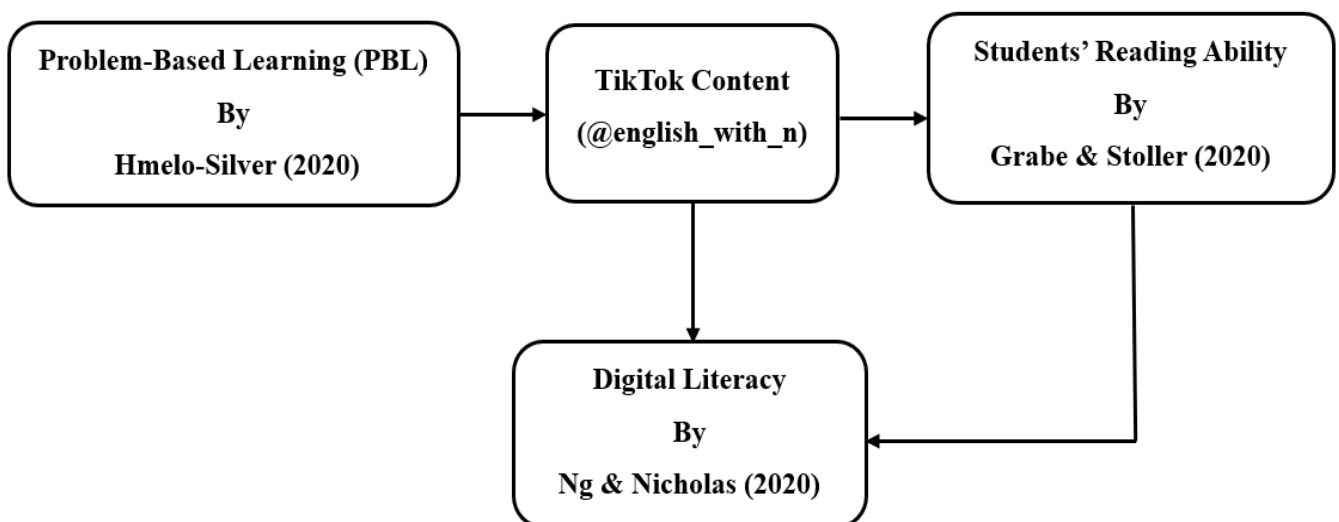 Problem-Based Learning (PBL)
By
Hmelo-Silver (2020)
TikTok Content
(@english_with_n)
Students’ Reading Ability
By
Grabe & Stoller (2020)
Digital Literacy
By
Ng & Nicholas (2020)